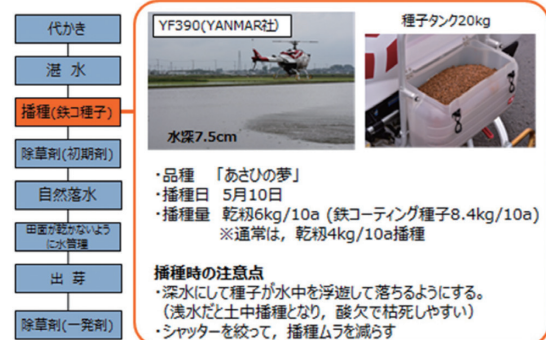 代かき
湛 水
播種(鉄コ種子)
除草剤(初期剤)
自然落水
田面が乾かないよう
に水管理
出 芽
除草剤(一発剤)
YF390(YANMAR社)
種子タンク20kg
水深7.5cm
・品種 「あさひの夢」
・播種日 5月10日
・播種量 乾籾6kg/10a (鉄コーティング種子8.4kg/10a)
※通常は，乾籾4kg/10a播種
播種時の注意点
・深水にして種子が水中を浮遊して落ちるようにする。
（浅水だと土中播種となり，酸欠で枯死しやすい）
・シャッターを絞って，播種ムラを減らす